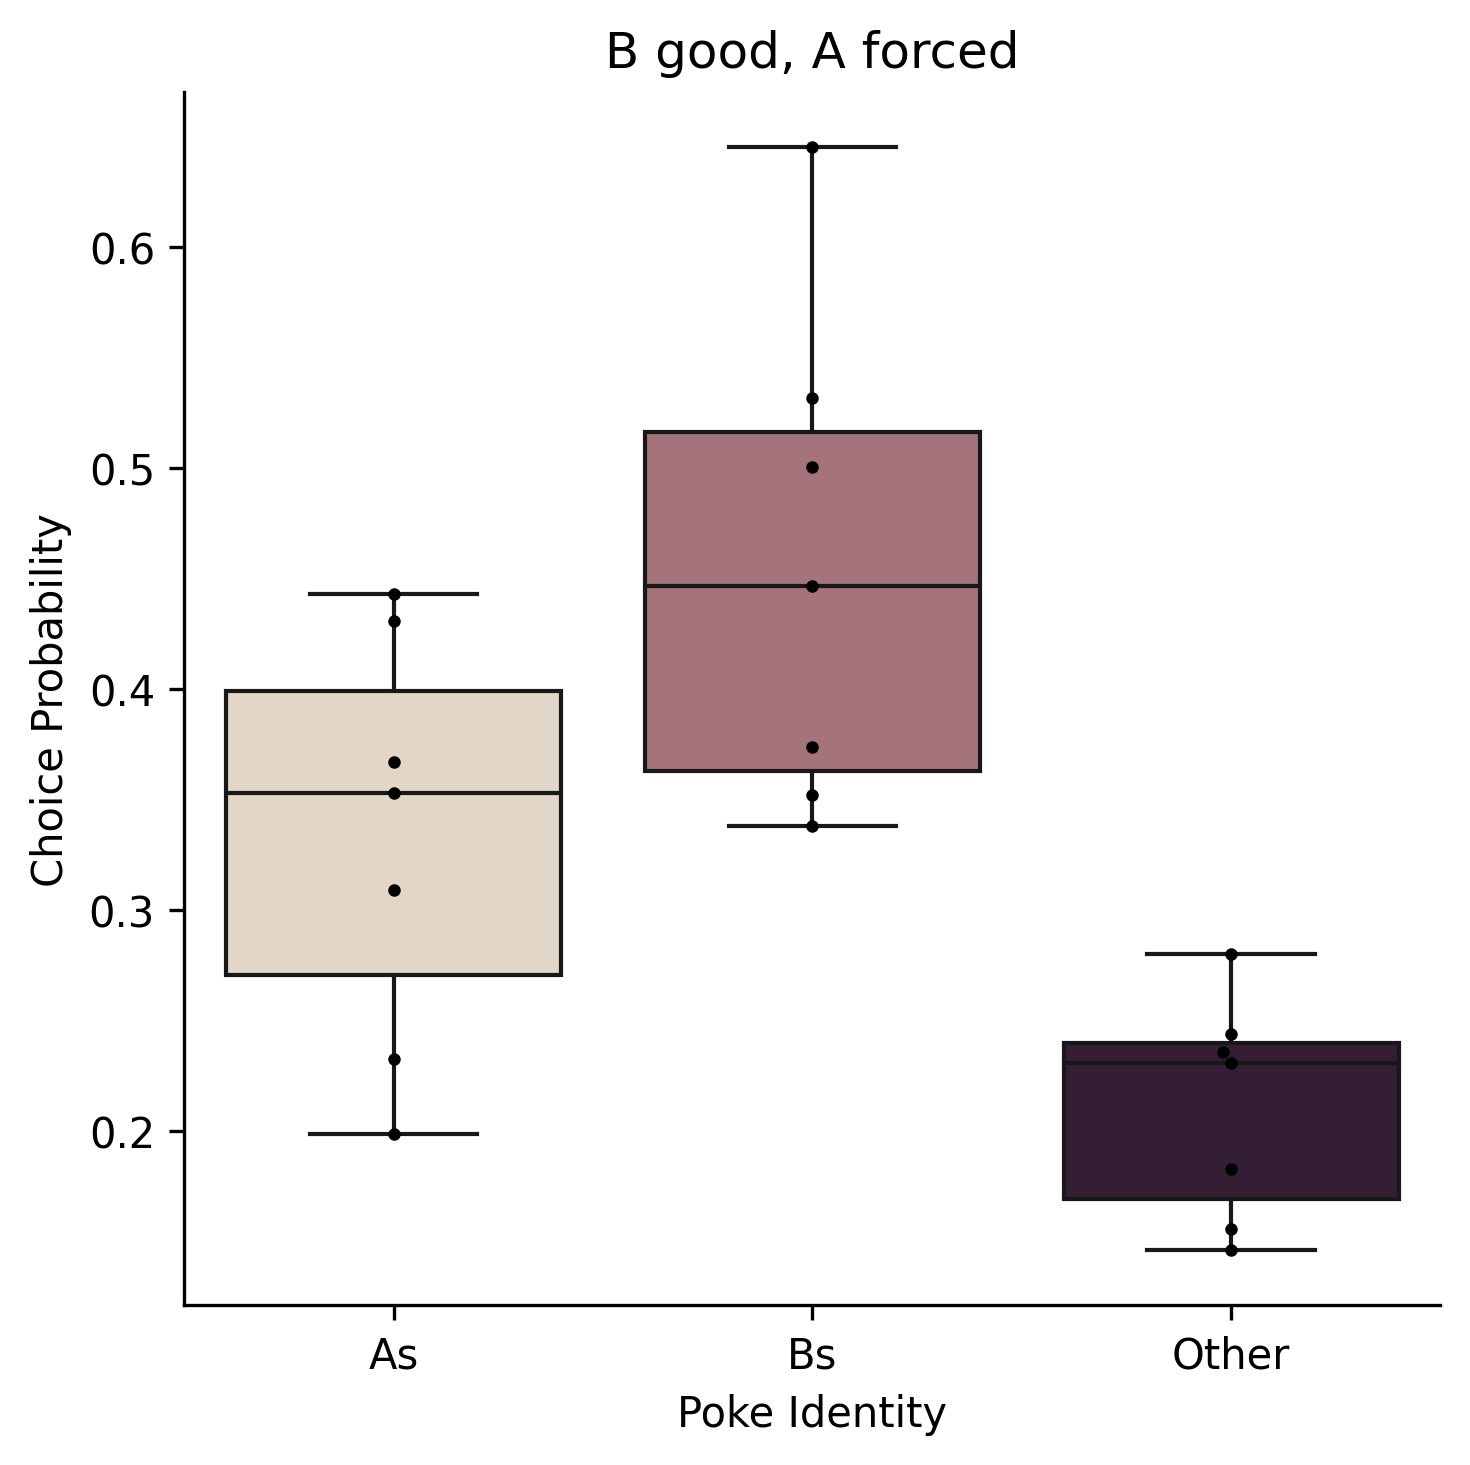 B good, A forced
Choice Probability
0.6
0.5
0.4
0.3
0.2
As
Bs
Other
Poke Identity